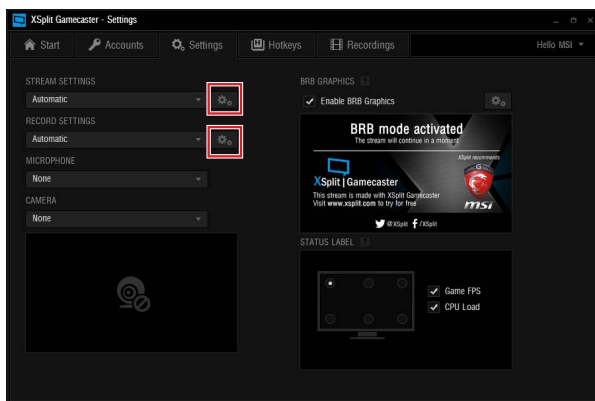 XSplit Gamecaster - Settings
Start
Accounts
Settings
Hotkeys
Recordings
Hello MSI
STREAM SETTINGS
Automatic
RECORD SETTINGS
Automatic
MICROPHONE
None
CAMERA
None
BRB GRAPHICS ?
Enable BRB Graphics
BRB mode activated
The stream will continue in a moment
XSplit recommends
XSplit | Gamecaster
This stream is made with XSplit Gamecaster
Visit www.xsplit.com to try for free
msi
@XSplit /XSplit
STATUS LABEL ?
Game FPS
CPU Load